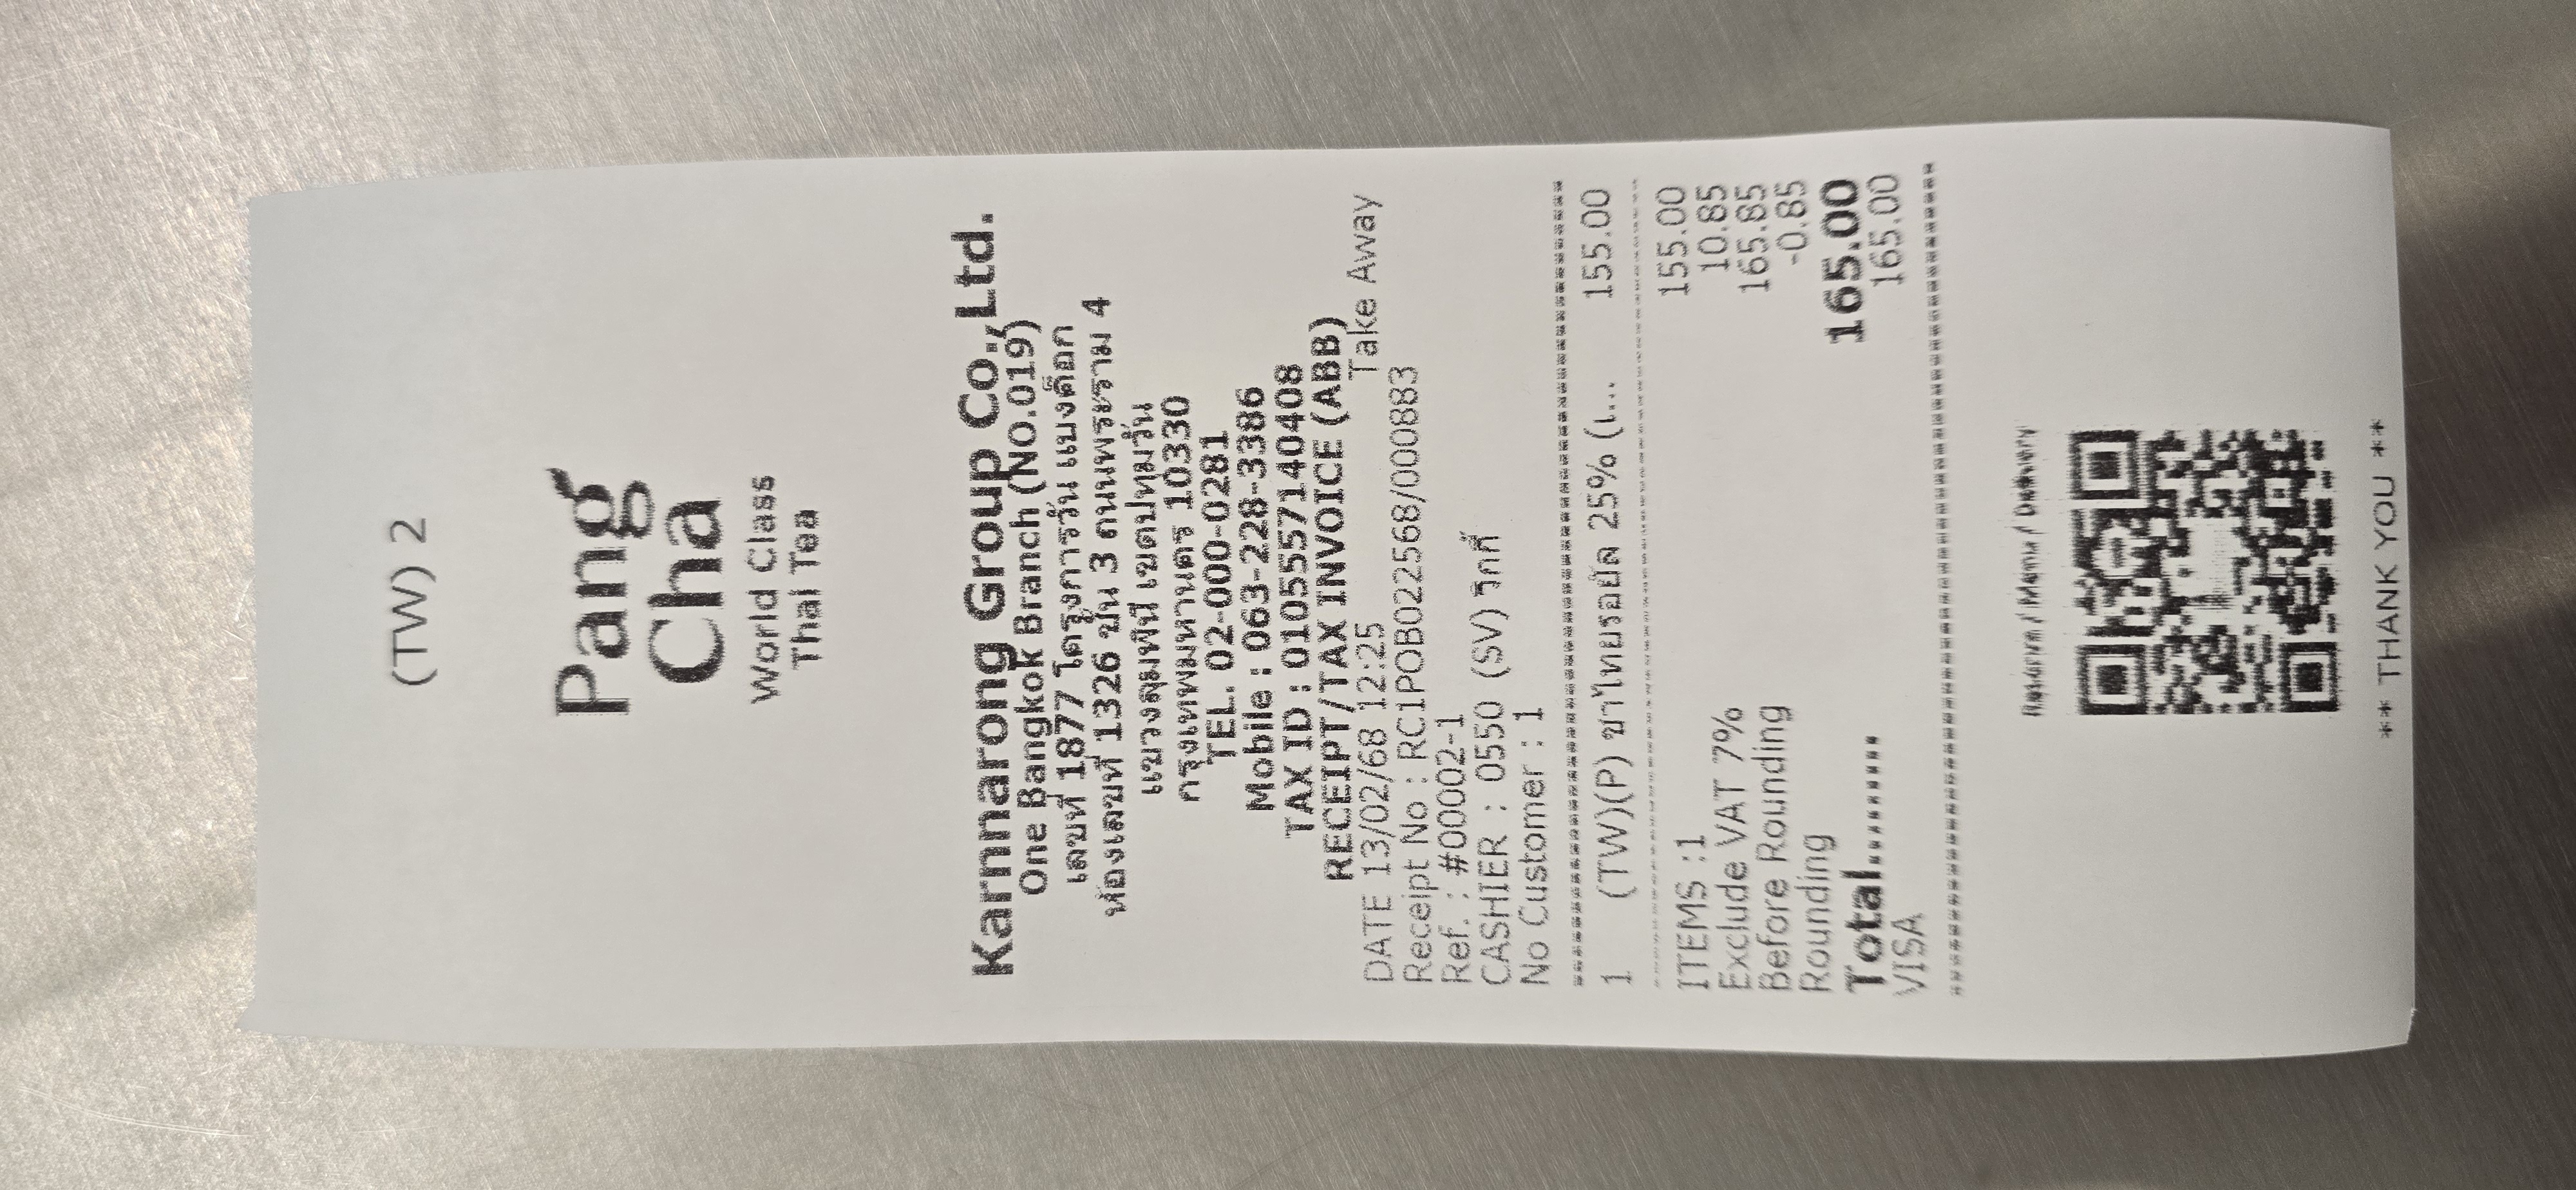 (TW) 2
Pang
Cha
World Class
Thai Tea
Karnnarong Group Co.,Ltd.
One Bangkok Branch (NO.019)
เลขที่ 1877 โครงการวัน แบงค็อก
ห้องเลขที่ 1326 ชั้น 3 ถนนพระราม 4
แขวงลุมพินี เขตปทุมวัน
กรุงเทพมหานคร 10330
TEL. 02-000-0281
Mobile : 063-228-3386
TAX ID : 0105557140408
RECEIPT/TAX INVOICE (ABB)
DATE 13/02/68 12:25 Take Away
Receipt No : RC1POB022568/000883
Ref. : #00002-1
CASHIER : 0550 (SV) วิกกี้
No Customer : 1
1 (TW)(P) ชาไทยรอยัล 25% (เ... 155.00
ITEMS :1 155.00
Exclude VAT 7% 10.85
Before Rounding 165.85
Rounding -0.85
Total......... 165.00
VISA 165.00
Reserve / Menu / Delivery
** THANK YOU **